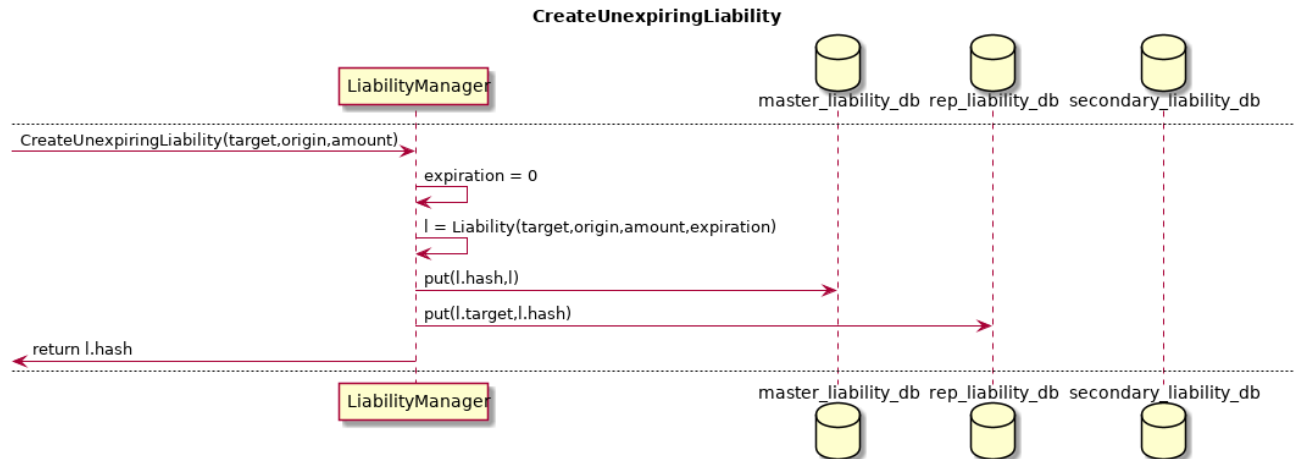 CreateUnexpiringLiability
LiabilityManager
master_liability_db rep_liability_db secondary_liability_db
CreateUnexpiringLiability(target,origin,amount)
expiration = 0
l = Liability(target,origin,amount,expiration)
put(l.hash,l)
put(l.target,l.hash)
return l.hash
LiabilityManager
master_liability_db rep_liability_db secondary_liability_db